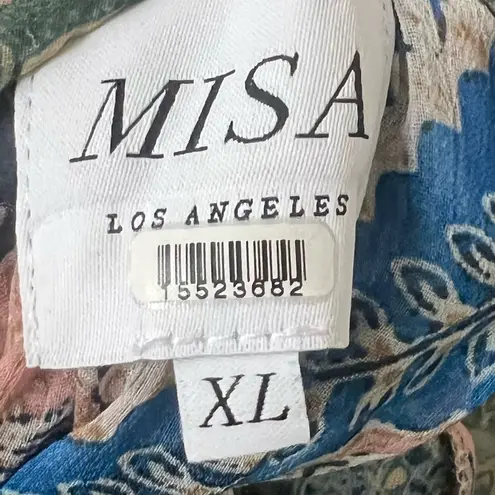 MISA
LOS ANGELES
15523682
XL